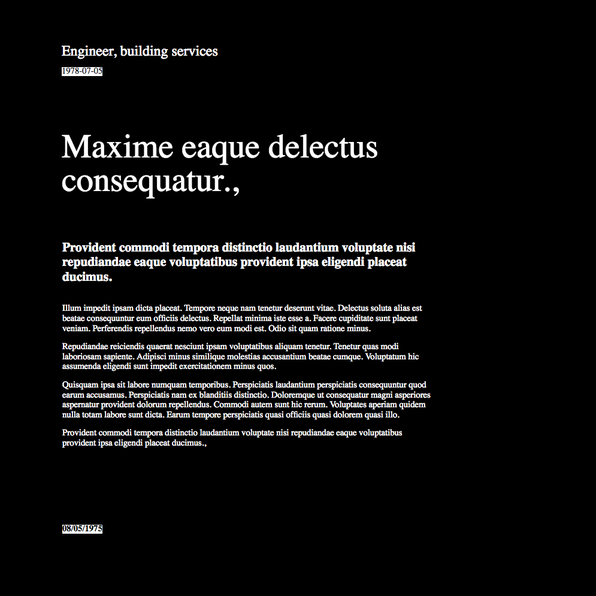 Engineer, building services
1978-07-05
Maxime eaque delectus
consequatur.,
Provident commodi tempora distinctio laudantium voluptate nisi
repudiandae eaque voluptatibus provident ipsa eligendi placeat
ducimus.
Illum impedit ipsam dicta placeat. Tempore neque nam tenetur deserunt vitae. Delectus soluta alias est
beatae consequuntur eum officiis delectus. Repellat minima iste esse a. Facere cupiditate sunt placeat
veniam. Perferendis repellendus nemo vero eum modi est. Odio sit quam ratione minus.
Repudiandae reiciendis quaerat nesciunt ipsam voluptatibus aliquam tenetur. Tenetur quas modi
laboriosam sapiente. Adipisci minus similique molestias accusantium beatae cumque. Voluptatum hic
assumenda eligendi sunt impedit exercitationem minus quos.
Quisquam ipsa sit labore numquam temporibus. Perspiciatis laudantium perspiciatis consequuntur quod
earum accusamus. Perspiciatis nam ex blanditiis distinctio. Doloremque ut consequatur magni asperiores
aspernatur provident dolorum repellendus. Commodi autem sunt hic rerum. Voluptates aperiam quidem
nulla totam labore sunt dicta. Earum tempore perspiciatis quasi officiis quasi dolorem quasi illo.
Provident commodi tempora distinctio laudantium voluptate nisi repudiandae eaque voluptatibus
provident ipsa eligendi placeat ducimus.,
08/05/1975